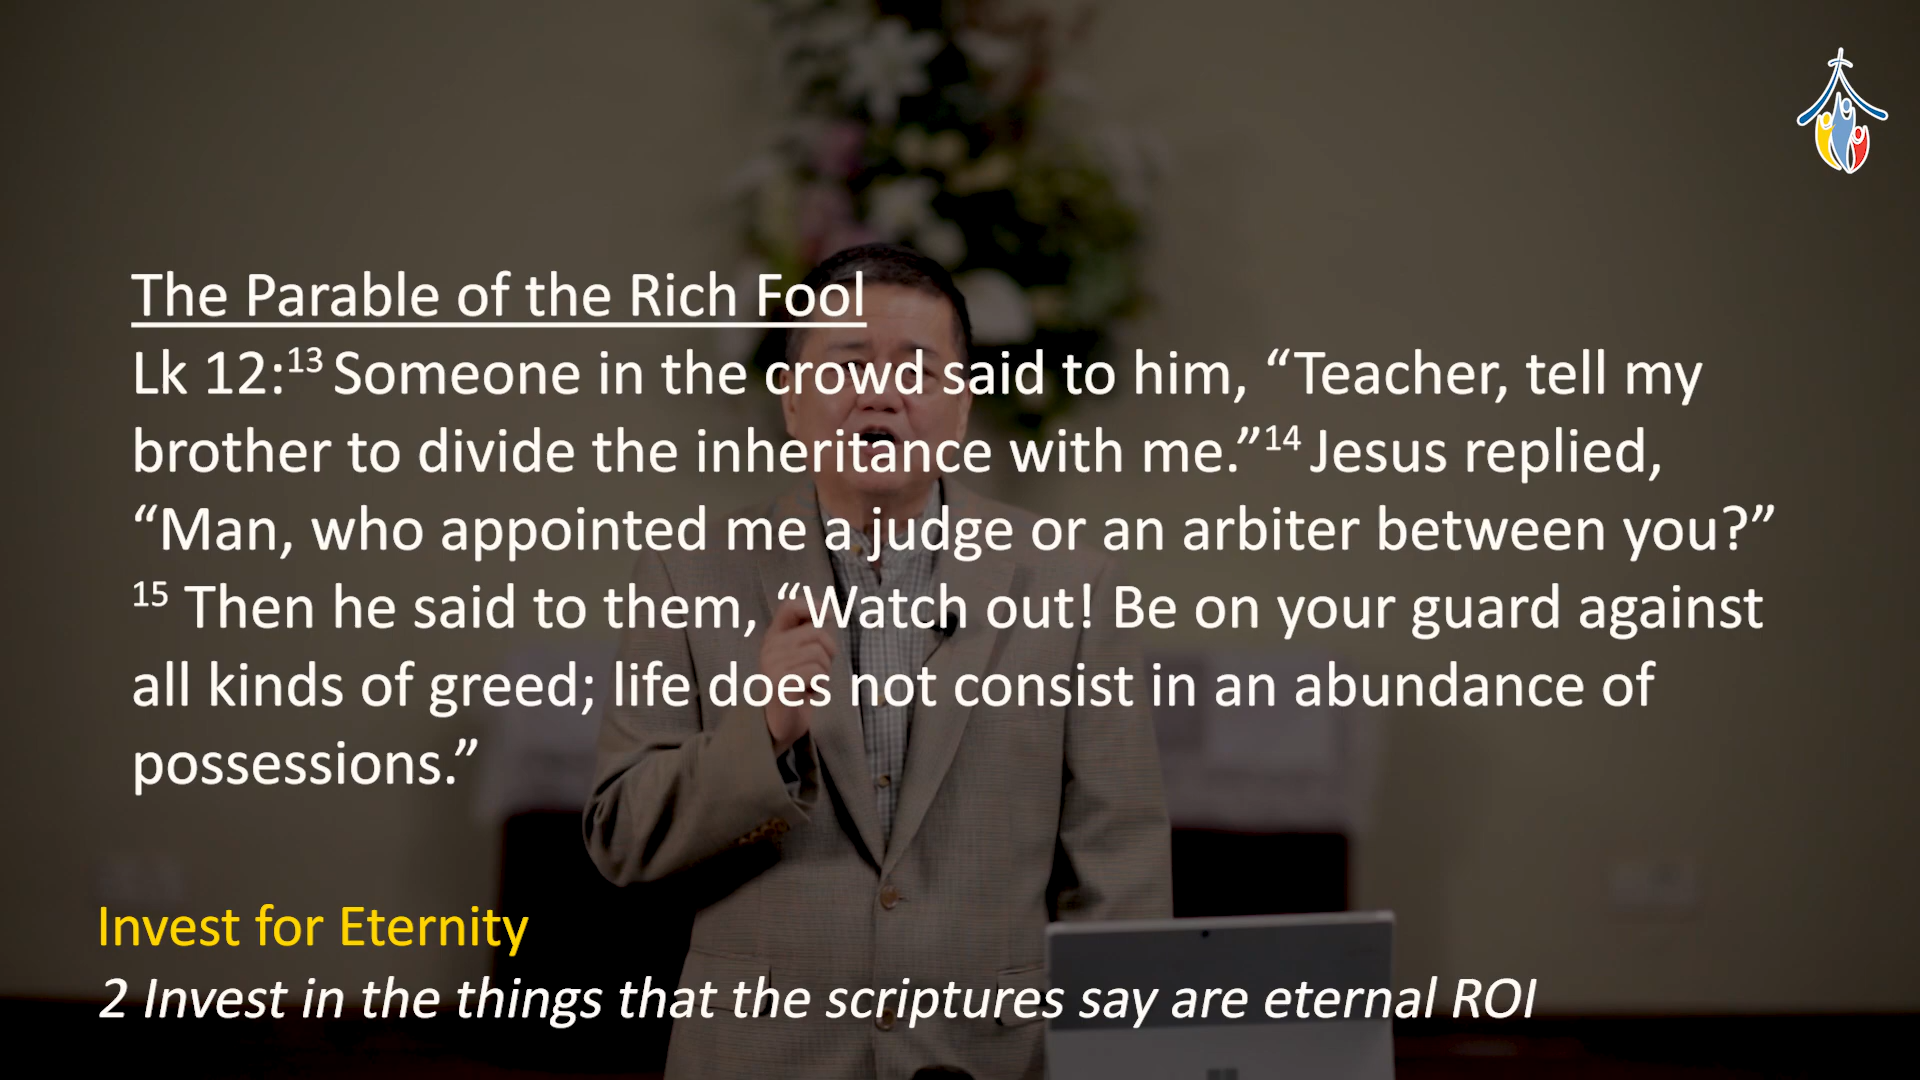 The Parable of the Rich Fool
Lk 12:13 Someone in the crowd said to him, “Teacher, tell my
brother to divide the inheritance with me.”14 Jesus replied,
“Man, who appointed me a judge or an arbiter between you?”
15 Then he said to them, “Watch out! Be on your guard against
all kinds of greed; life does not consist in an abundance of
possessions.”
Invest for Eternity
2 Invest in the things that the scriptures say are eternal ROI